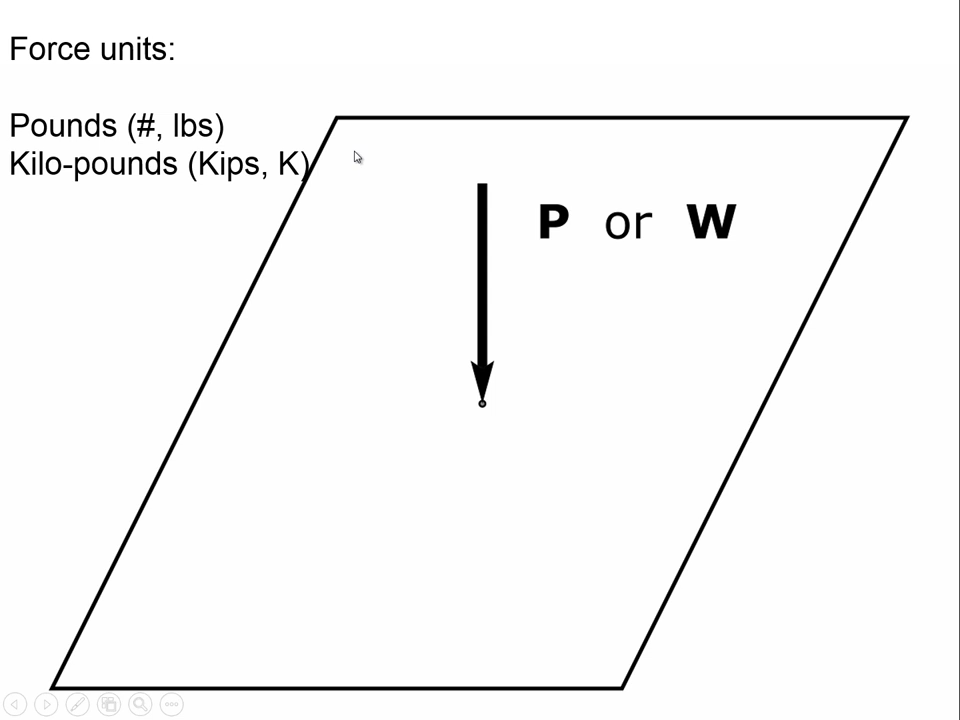 Force units:
Pounds (#, lbs)
Kilo-pounds (Kips, K)
P or W